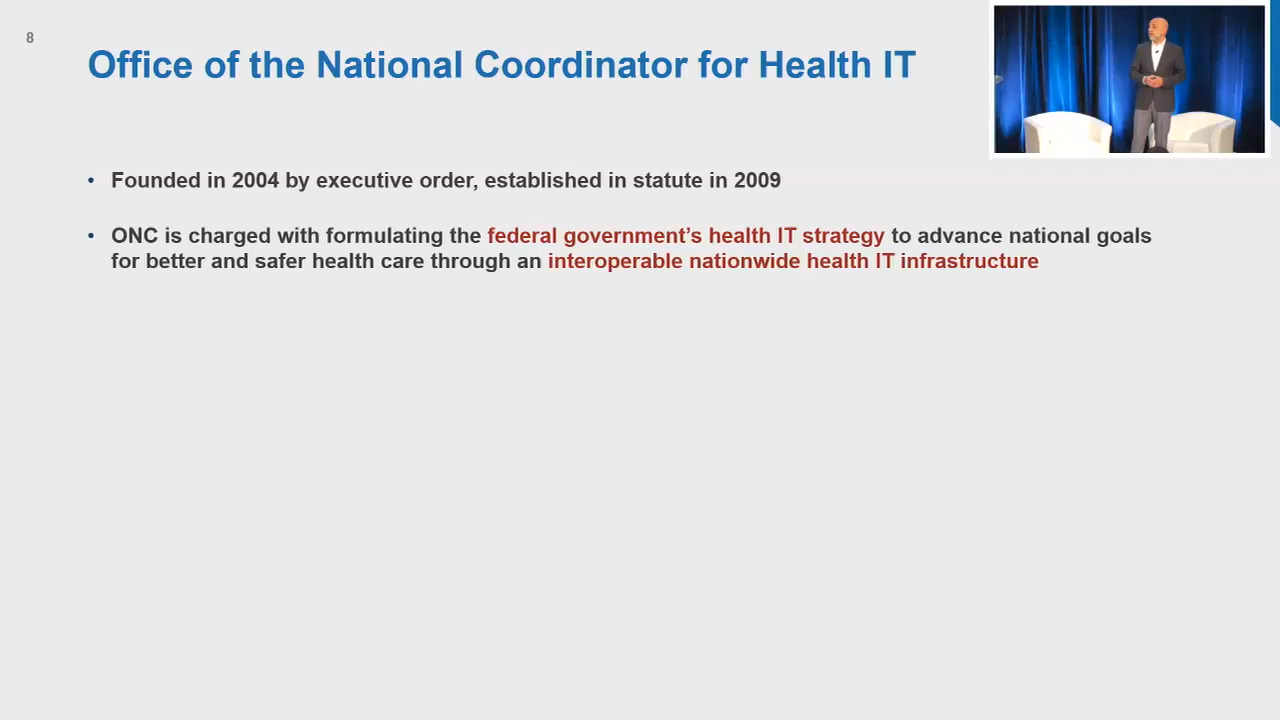 8
Office of the National Coordinator for Health IT
• Founded in 2004 by executive order, established in statute in 2009
• ONC is charged with formulating the federal government’s health IT strategy to advance national goals
for better and safer health care through an interoperable nationwide health IT infrastructure